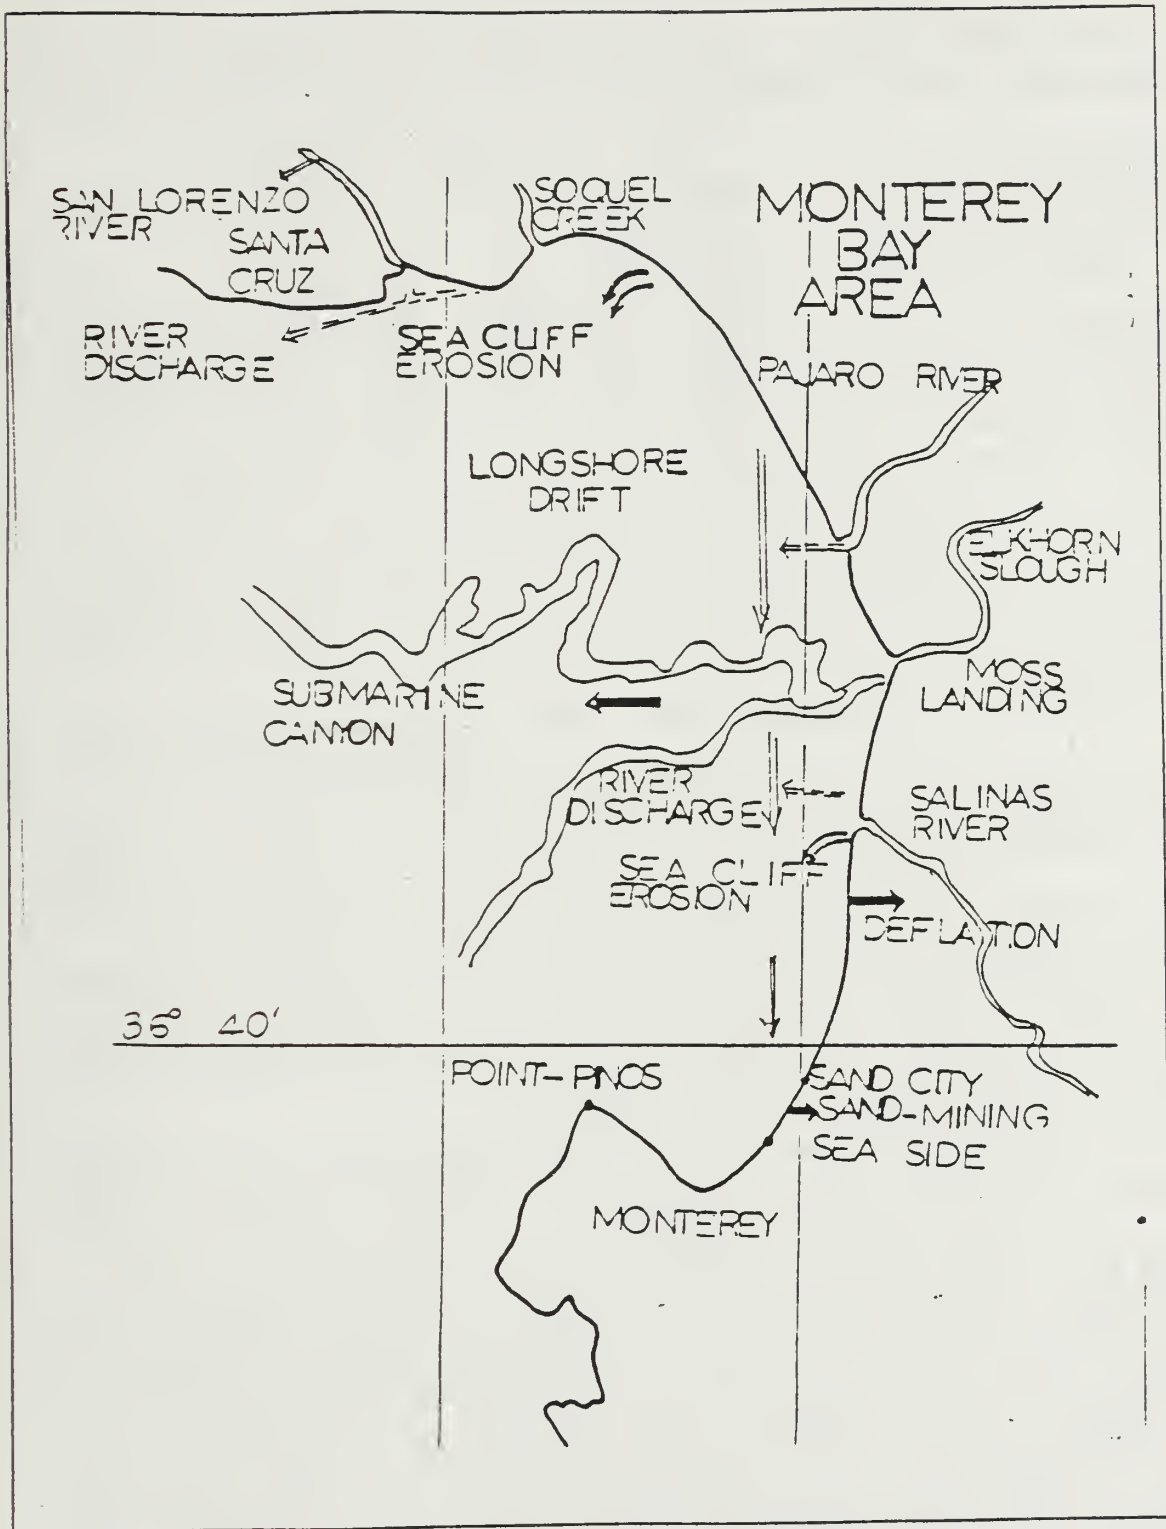 SAN LORENZO
RIVER
SANTA
CRUZ
SOQUEL
CREEK
MONTEREY
BAY
AREA
RIVER
DISCHARGE
SEA CLIFF
EROSION
PAJARO RIVER
LONGSHORE
DRIFT
ELKHORN
SLOUGH
MOSS
LANDING
SUBMARINE
CANYON
RIVER
DISCHARGE
SALINAS
RIVER
SEA CLIFF
EROSION
DEFLATION
36° 40'
POINT-PINOS
SAND CITY
SAND-MINING
SEA SIDE
MONTEREY